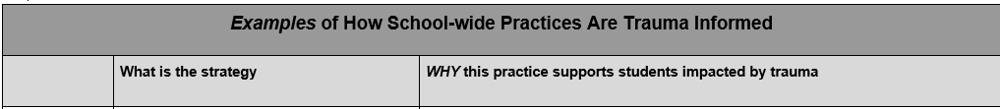 Examples of How School-wide Practices Are Trauma Informed
What is the strategy
WHY this practice supports students impacted by trauma